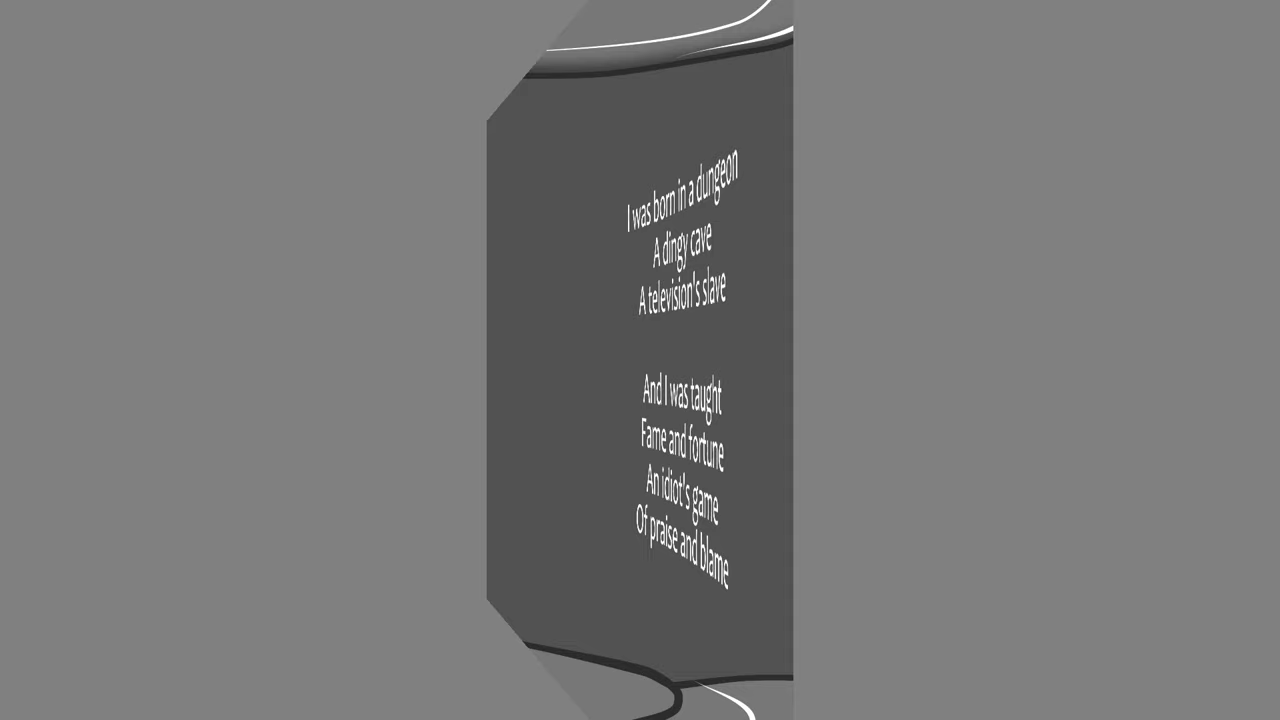 I was born in a dungeon
A dingy cave
A television's slave
And I was taught
Fame and fortune
An idiot's game
Of praise and blame